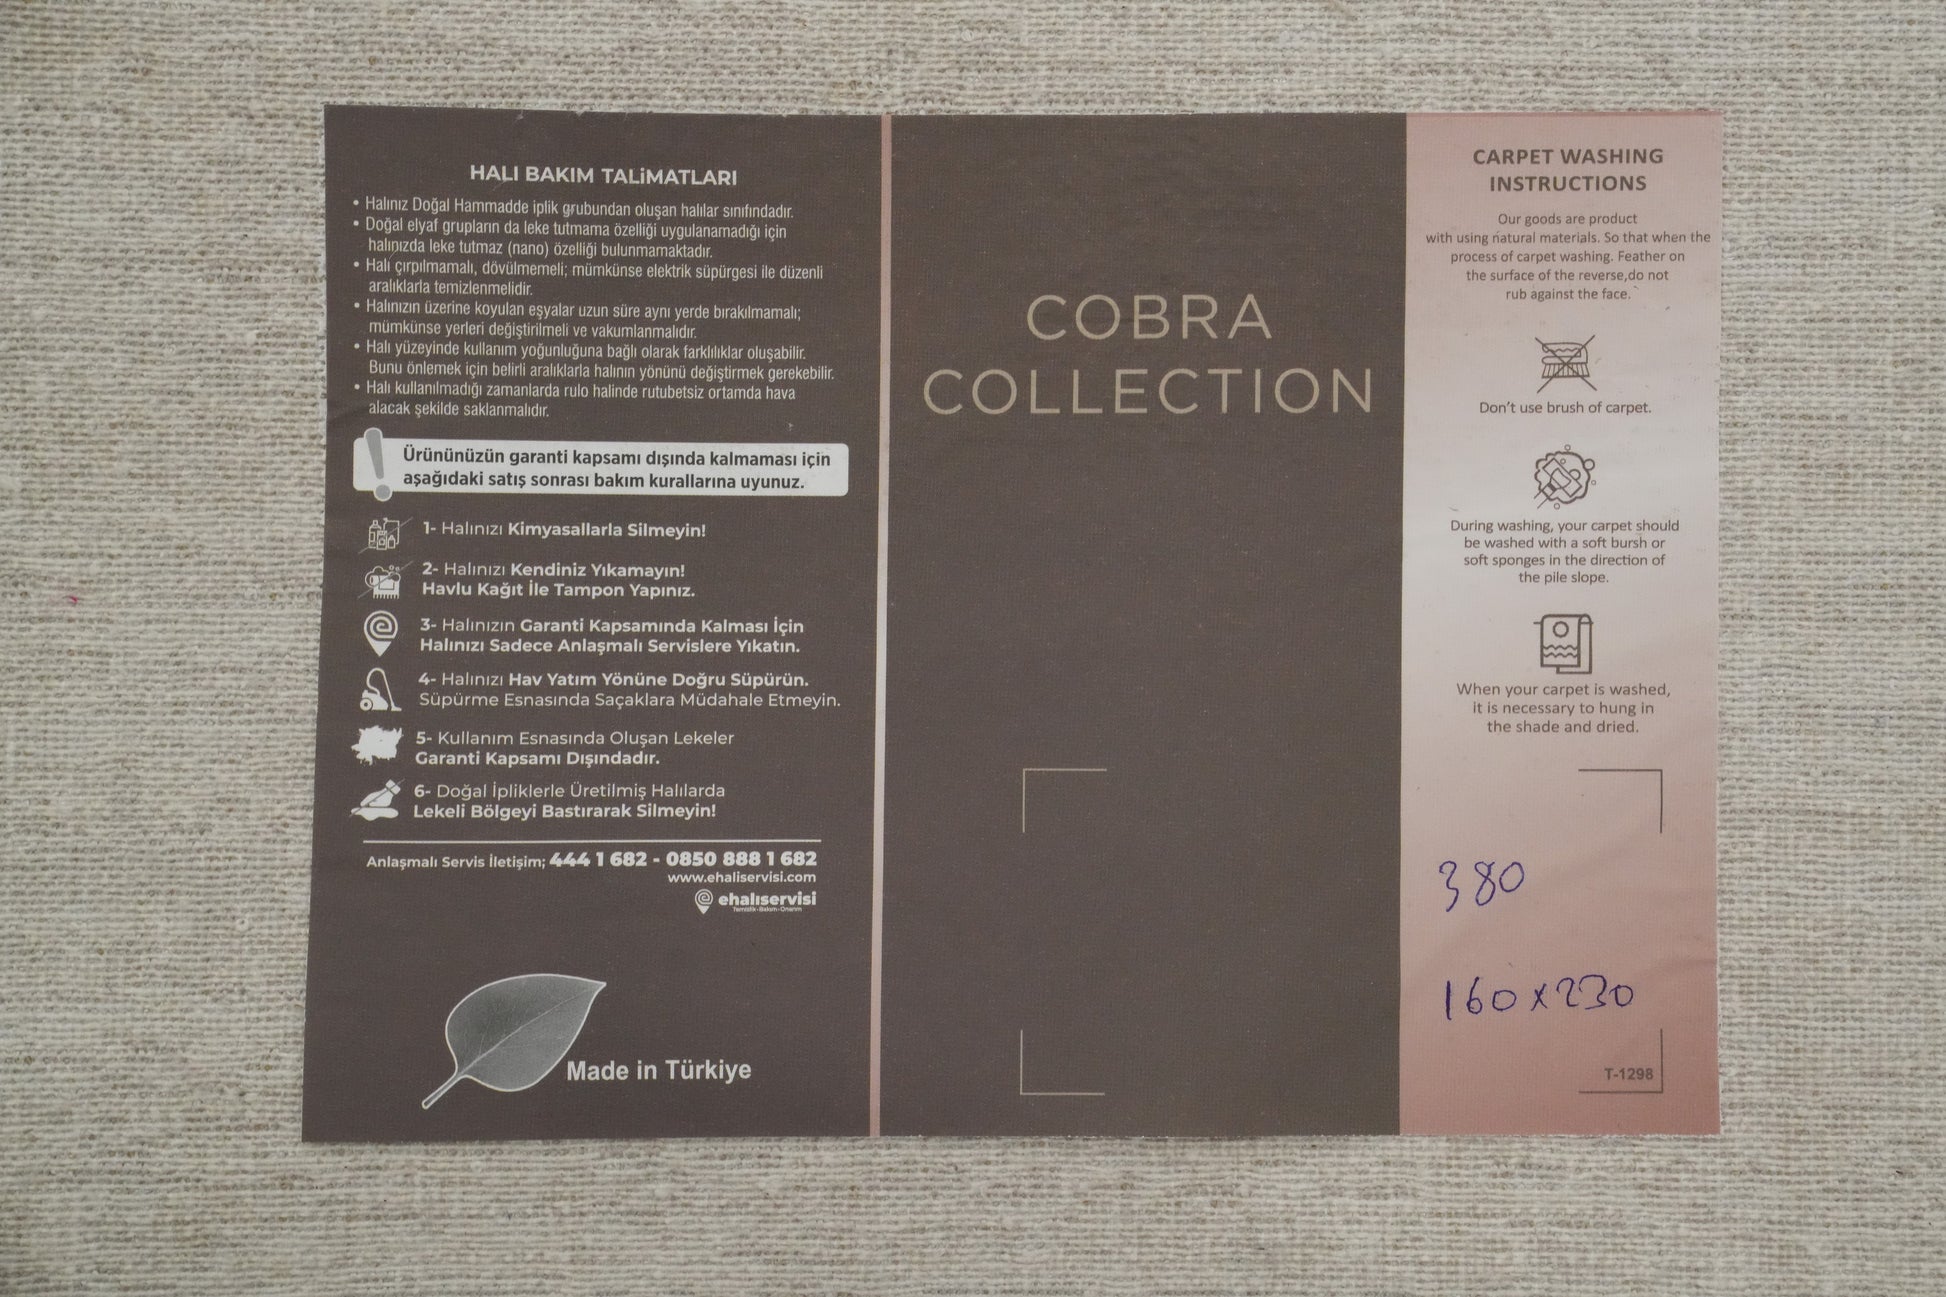 HALI BAKIM TALİMATLARI
• Halınız Doğal Hammadde iplik grubundan oluşan halılar sınıfındadır.
• Doğal elyaf grupların da leke tutmama özelliği uygulanamadığı için
halınızda leke tutmaz (nano) özelliği bulunmamaktadır.
• Halı çırpılmamalı, dövülmemeli; mümkünse elektrik süpürgesi ile düzenli
aralıklarla temizlenmelidir.
• Halınızın üzerine koyulan eşyalar uzun süre aynı yerde bırakılmamalı;
mümkünse yerleri değiştirilmeli ve vakumlanmalıdır.
• Halı yüzeyinde kullanım yoğunluğuna bağlı olarak farklılıklar oluşabilir.
Bunu önlemek için belirli aralıklarla halının yönünü değiştirmek gerekebilir.
• Halı kullanılmadığı zamanlarda rulo halinde rutubetsiz ortamda hava
alacak şekilde saklanmalıdır.
Ürününüzün garanti kapsamı dışında kalmaması için
aşağıdaki satış sonrası bakım kurallarına uyunuz.
1- Halınızı Kimyasallarla Silmeyin!
2- Halınızı Kendiniz Yıkamayın!
Havlu Kağıt İle Tampon Yapınız.
3- Halınızın Garanti Kapsamında Kalması İçin
Halınızı Sadece Anlaşmalı Servislere Yıkatın.
4- Halınızı Hav Yatım Yönüne Doğru Süpürün.
Süpürme Esnasında Saçaklara Müdahale Etmeyin.
5- Kullanım Esnasında Oluşan Lekeler
Garanti Kapsamı Dışındadır.
6- Doğal İpliklerle Üretilmiş Halılarda
Lekeli Bölgeyi Bastırarak Silmeyin!
Anlaşmalı Servis İletişim; 444 1 682 - 0850 888 1 682
www.ehaliservisi.com
ehalıservisi
Temizlik-Bakım-Onarım
Made in Türkiye
COBRA
COLLECTION
CARPET WASHING
INSTRUCTIONS
Our goods are product
with using natural materials. So that when the
process of carpet washing. Feather on
the surface of the reverse,do not
rub against the face.
Don't use brush of carpet.
During washing, your carpet should
be washed with a soft bursh or
soft sponges in the direction of
the pile slope.
When your carpet is washed,
it is necessary to hung in
the shade and dried.
380
160x230
T-1298